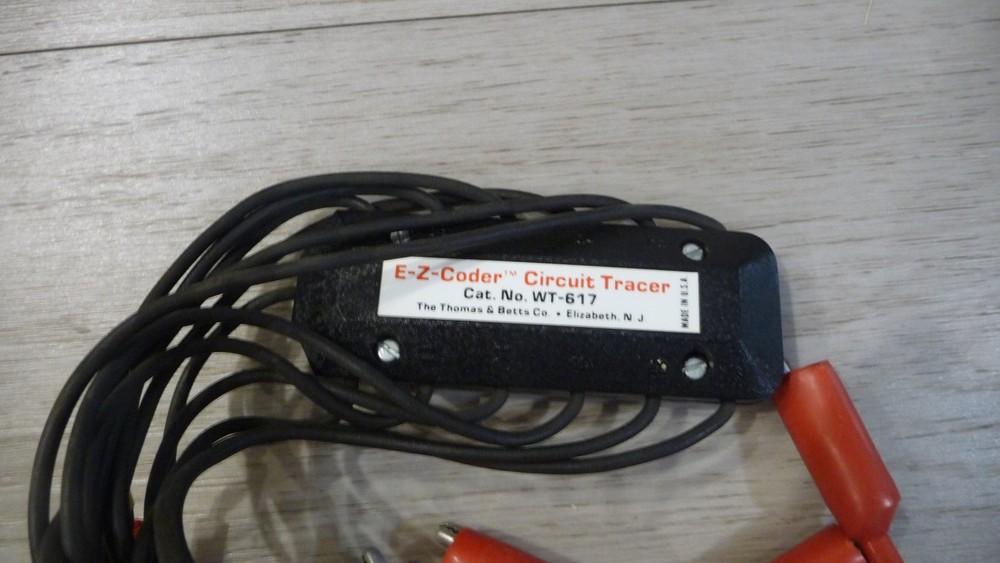 E-Z-Coder™ Circuit Tracer
Cat. No. WT-617
The Thomas & Betts Co. • Elizabeth, N. J.
MADE IN U.S.A.